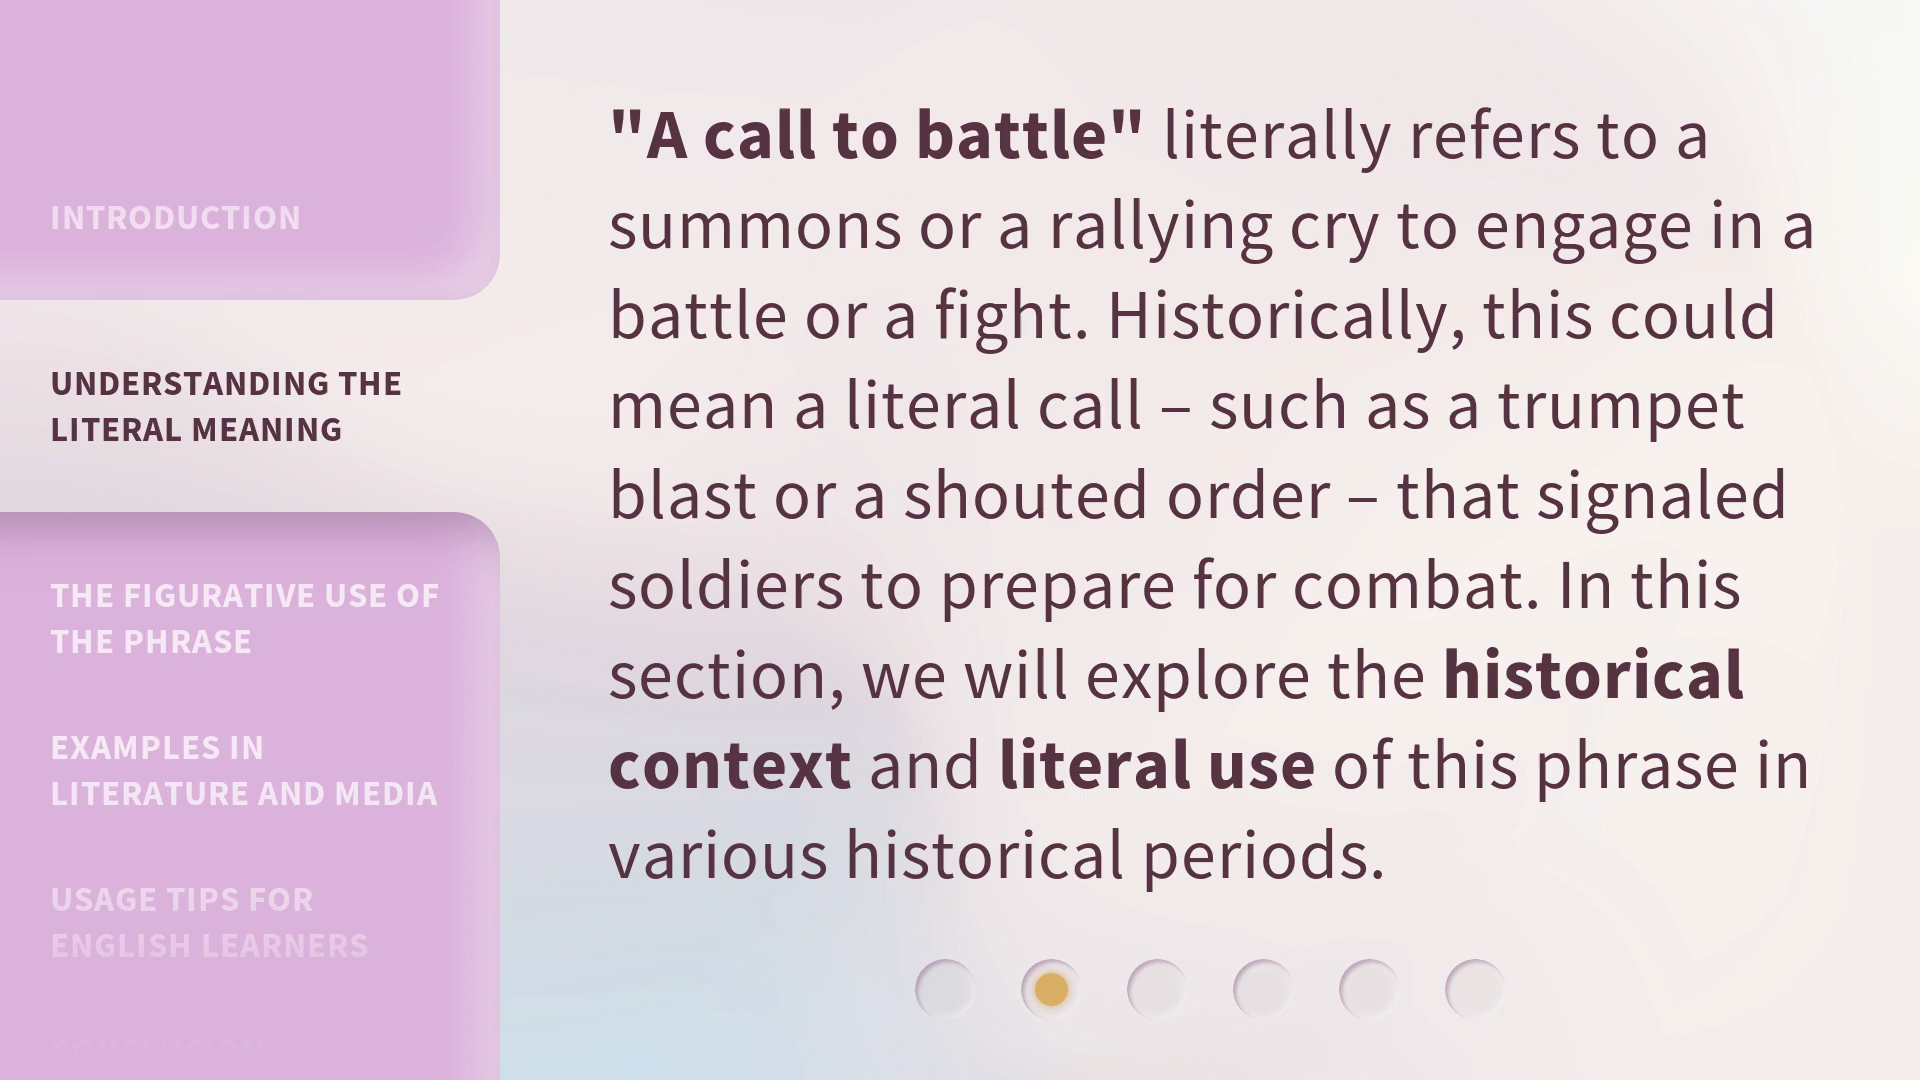 INTRODUCTION
UNDERSTANDING THE
LITERAL MEANING
THE FIGURATIVE USE OF
THE PHRASE
EXAMPLES IN
LITERATURE AND MEDIA
USAGE TIPS FOR
ENGLISH LEARNERS
CONCLUSION
"A call to battle" literally refers to a
summons or a rallying cry to engage in a
battle or a fight. Historically, this could
mean a literal call – such as a trumpet
blast or a shouted order – that signaled
soldiers to prepare for combat. In this
section, we will explore the historical
context and literal use of this phrase in
various historical periods.